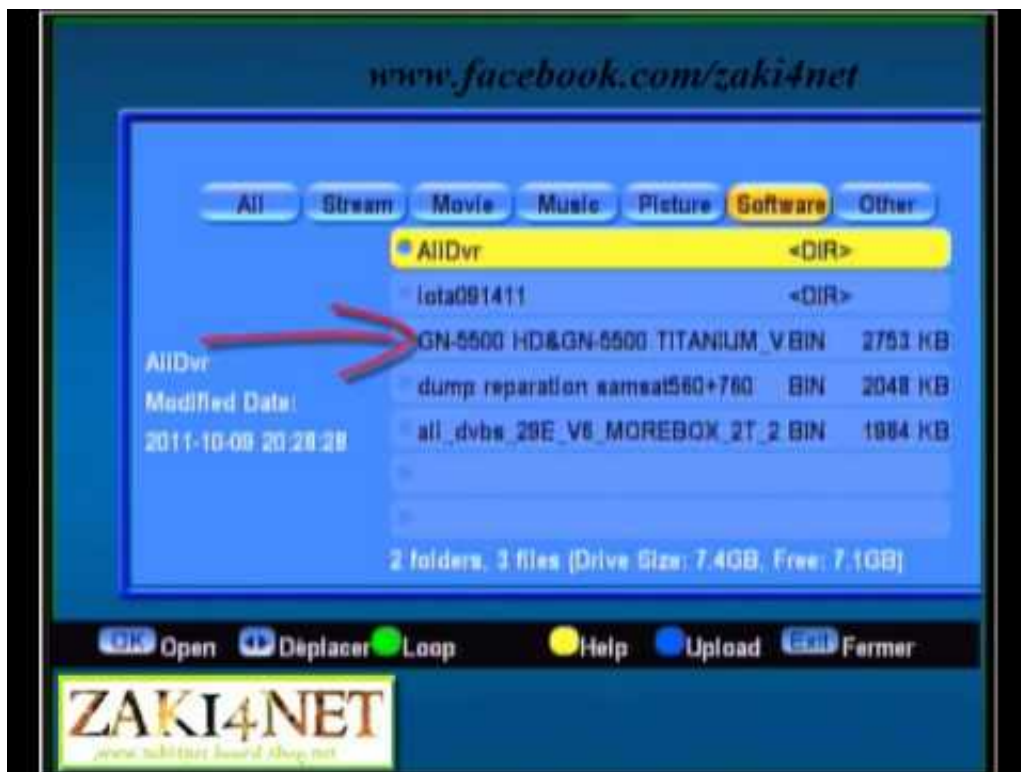 www.facebook.com/zaki4net
All Stream Movie Music Picture Software Other
AllDvr <DIR>
iota091411 <DIR>
GN-5500 HD&GN-5500 TITANIUM_V BIN 2753 KB
dump reparation samsat560+760 BIN 2048 KB
all_dvbs_29E_V6_MOREBOX_2T_2 BIN 1984 KB
AllDvr
Modified Date:
2011-10-09 20:28:28
2 folders, 3 files (Drive Size: 7.4GB, Free: 7.1GB)
OK Open Déplacer Loop Help Upload Exit Fermer
ZAKI4NET